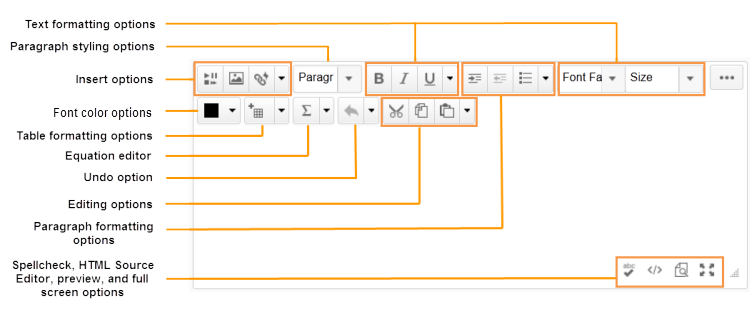 Text formatting options
Paragraph styling options
Insert options
Paragr
B I U
Font Fa
Size
Font color options
Σ
Table formatting options
Equation editor
Undo option
Editing options
Paragraph formatting
options
Spellcheck, HTML Source
Editor, preview, and full
screen options
abc
</>